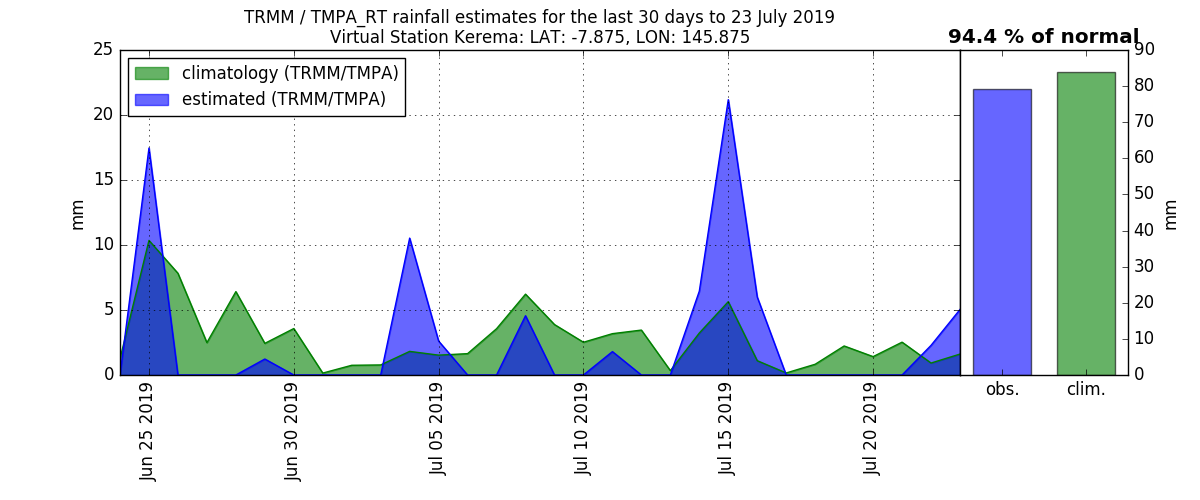 TRMM / TMPA_RT rainfall estimates for the last 30 days to 23 July 2019
Virtual Station Kerema: LAT: -7.875, LON: 145.875
94.4 % of normal
climatology (TRMM/TMPA)
estimated (TRMM/TMPA)
25
20
15
10
5
0
mm
Jun 25 2019
Jun 30 2019
Jul 05 2019
Jul 10 2019
Jul 15 2019
Jul 20 2019
obs.
clim.
90
80
70
60
50
40
30
20
10
0
mm